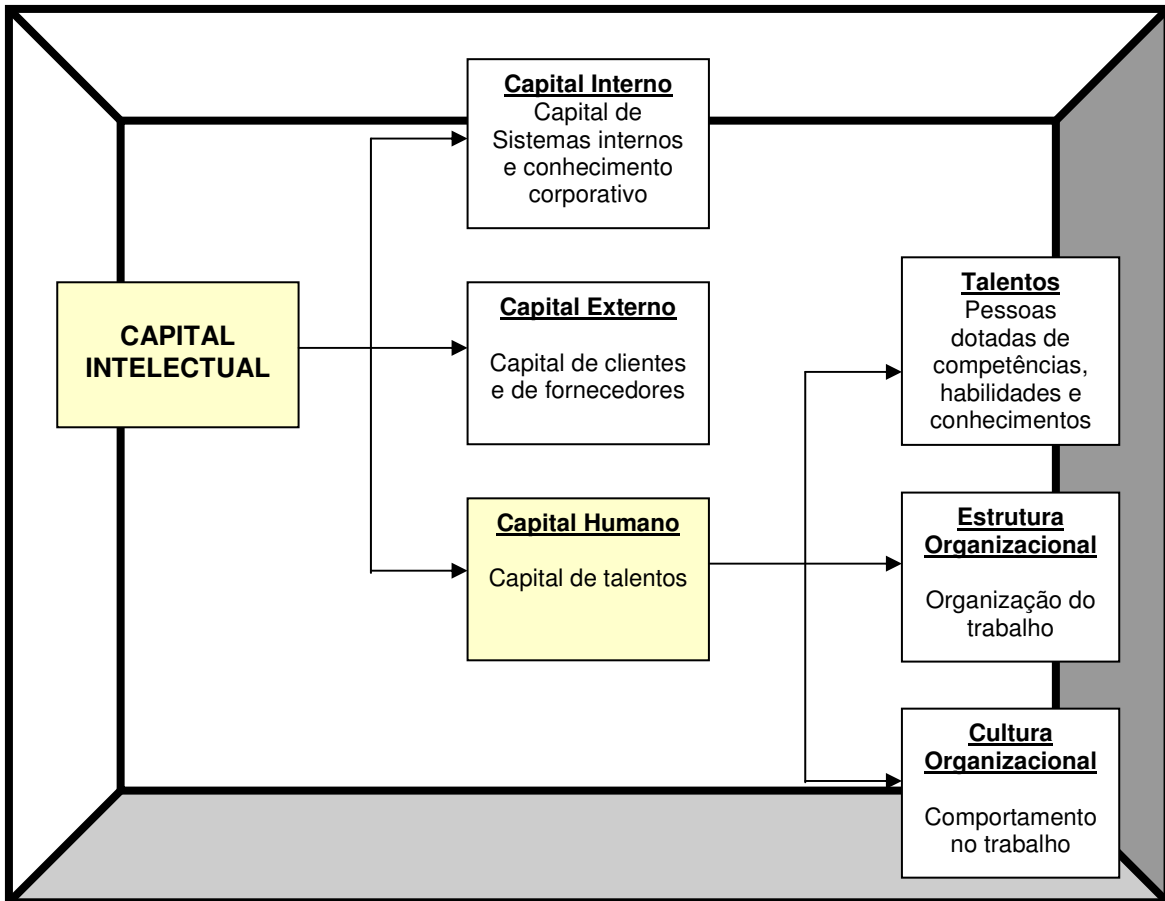 CAPITAL
INTELECTUAL
Capital Interno
Capital de
Sistemas internos
e conhecimento
corporativo
Capital Externo
Capital de clientes
e de fornecedores
Capital Humano
Capital de talentos
Talentos
Pessoas
dotadas de
competências,
habilidades e
conhecimentos
Estrutura
Organizacional
Organização do
trabalho
Cultura
Organizacional
Comportamento
no trabalho